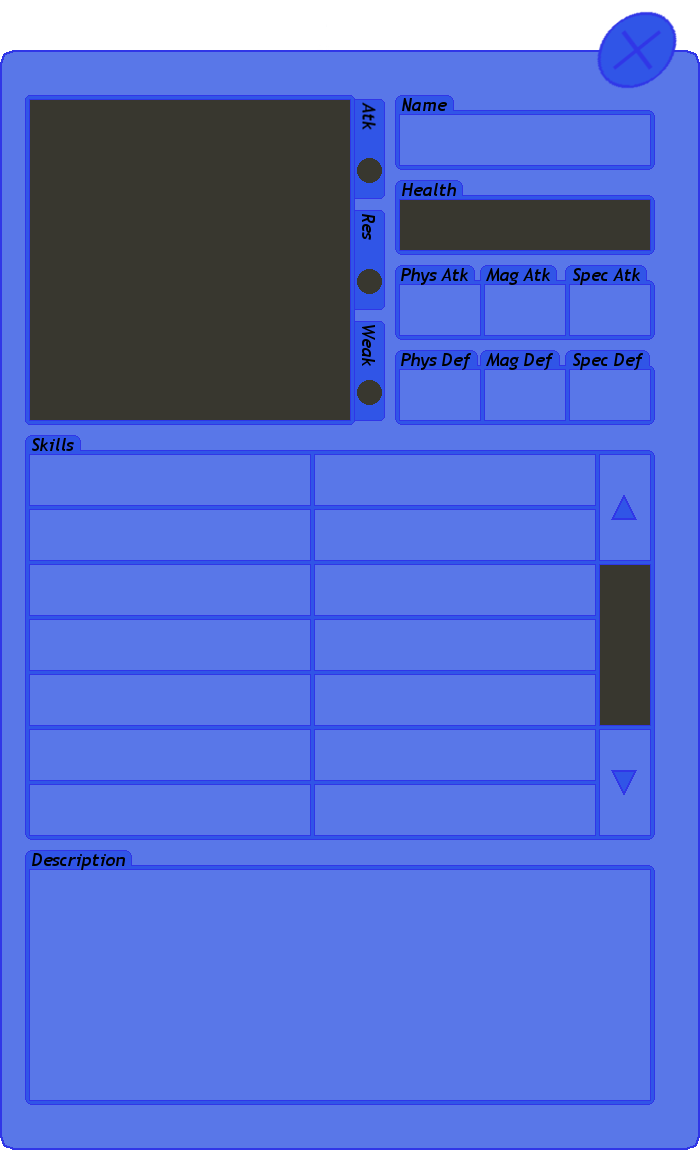 Atk
Res
Weak
Name
Health
Phys Atk Mag Atk Spec Atk
Phys Def Mag Def Spec Def
Skills
Description